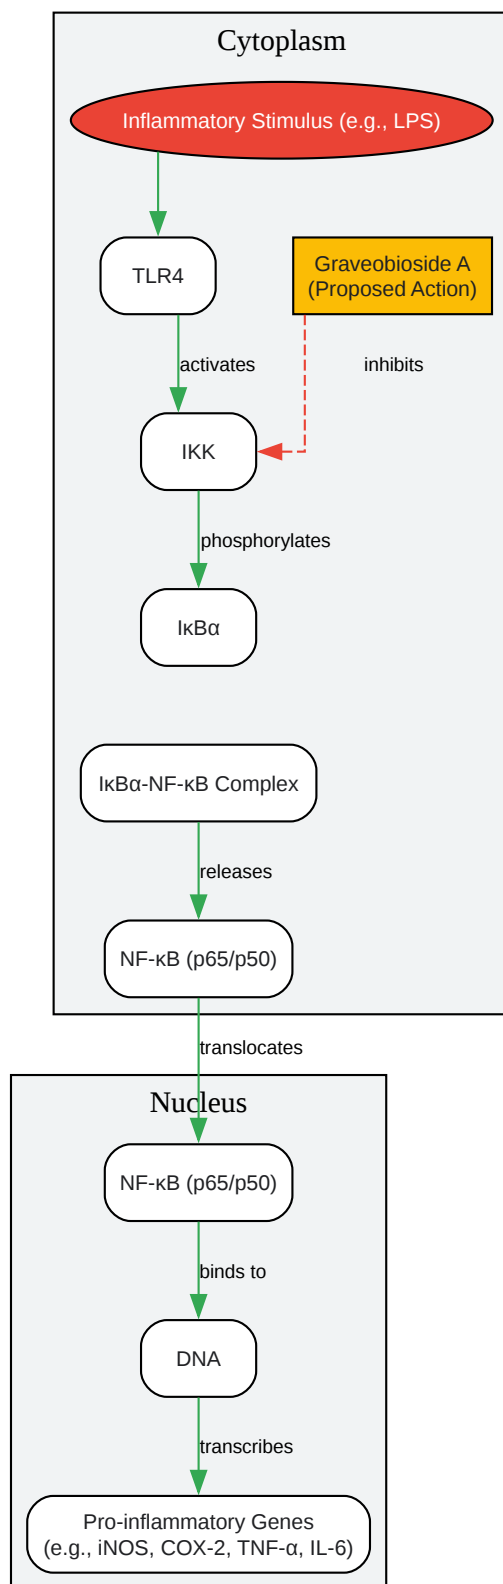 Cytoplasm
Inflammatory Stimulus (e.g., LPS)
TLR4
Graveobioside A
(Proposed Action)
activates
inhibits
IKK
phosphorylates
IκBα
IκBα-NF-κB Complex
releases
NF-κB (p65/p50)
translocates
Nucleus
NF-κB (p65/p50)
binds to
DNA
transcribes
Pro-inflammatory Genes
(e.g., iNOS, COX-2, TNF-α, IL-6)